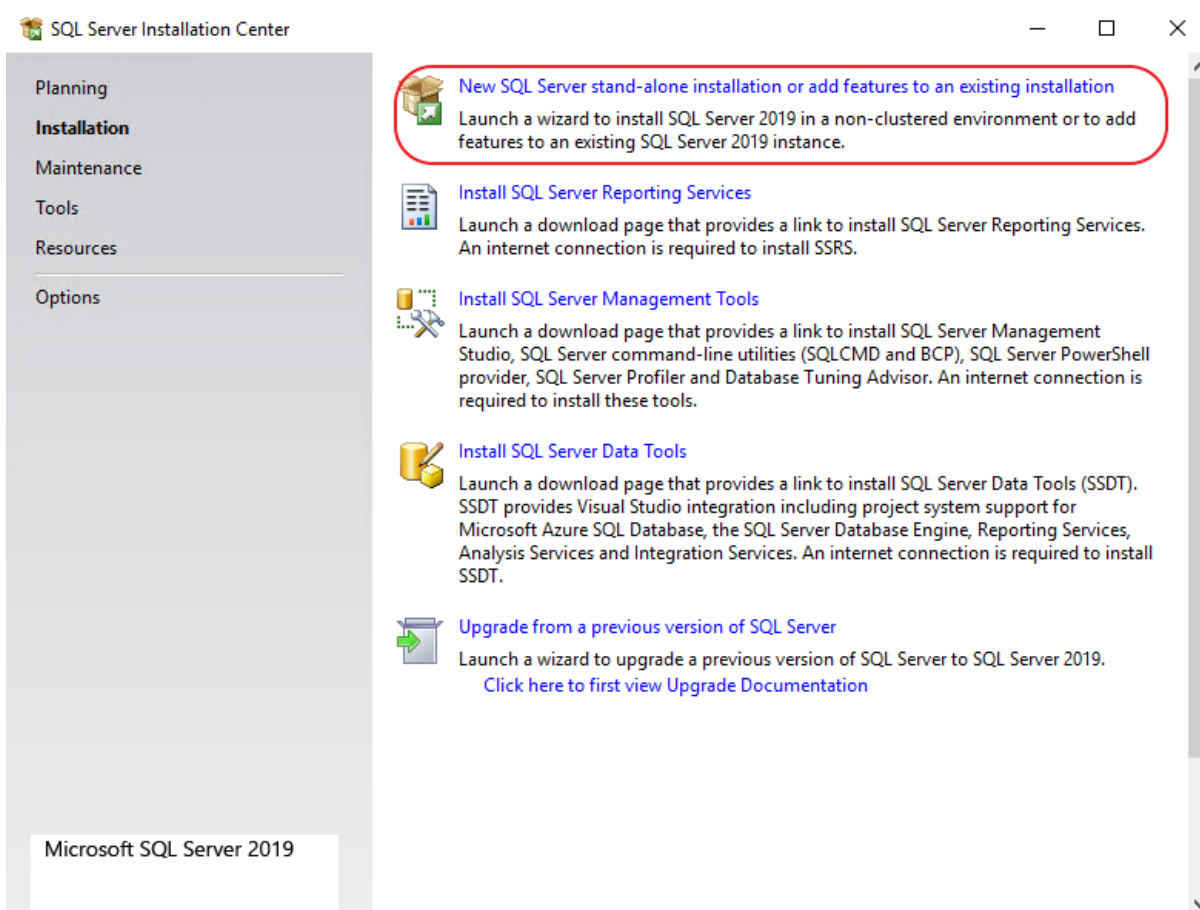 SQL Server Installation Center
Planning
Installation
Maintenance
Tools
Resources
Options
Microsoft SQL Server 2019
New SQL Server stand-alone installation or add features to an existing installation
Launch a wizard to install SQL Server 2019 in a non-clustered environment or to add
features to an existing SQL Server 2019 instance.
Install SQL Server Reporting Services
Launch a download page that provides a link to install SQL Server Reporting Services.
An internet connection is required to install SSRS.
Install SQL Server Management Tools
Launch a download page that provides a link to install SQL Server Management
Studio, SQL Server command-line utilities (SQLCMD and BCP), SQL Server PowerShell
provider, SQL Server Profiler and Database Tuning Advisor. An internet connection is
required to install these tools.
Install SQL Server Data Tools
Launch a download page that provides a link to install SQL Server Data Tools (SSDT).
SSDT provides Visual Studio integration including project system support for
Microsoft Azure SQL Database, the SQL Server Database Engine, Reporting Services,
Analysis Services and Integration Services. An internet connection is required to install
SSDT.
Upgrade from a previous version of SQL Server
Launch a wizard to upgrade a previous version of SQL Server to SQL Server 2019.
Click here to first view Upgrade Documentation